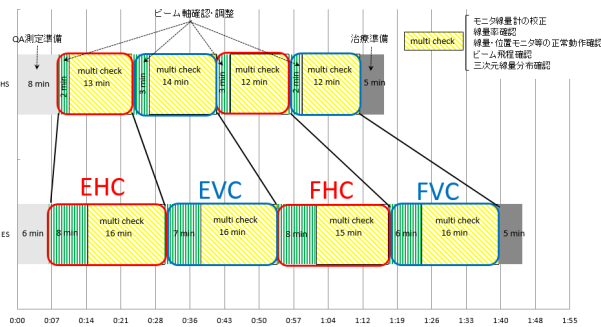 ビーム軸確認・調整
QA測定準備
治療準備
multi check
モニタ線量計の校正
線量率確認
線量・位置モニタ等の正常動作確認
ビーム飛程確認
三次元線量分布確認
HS
8 min
2 min
multi check
13 min
3 min
multi check
14 min
3 min
multi check
12 min
2 min
multi check
12 min
5 min
EHC
EVC
FHC
FVC
ES
6 min
8 min
multi check
16 min
7 min
multi check
16 min
8 min
multi check
15 min
6 min
multi check
16 min
5 min
0:00 0:07 0:14 0:21 0:28 0:36 0:43 0:50 0:57 1:04 1:12 1:19 1:26 1:33 1:40 1:48 1:55